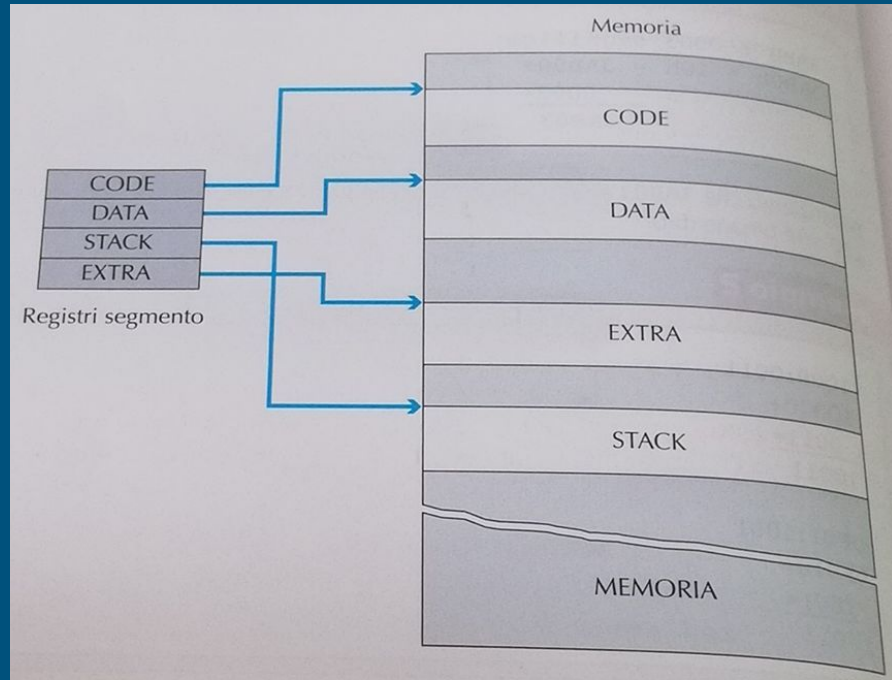 Memoria
CODE
DATA
EXTRA
STACK
MEMORIA
CODE
DATA
STACK
EXTRA
Registri segmento